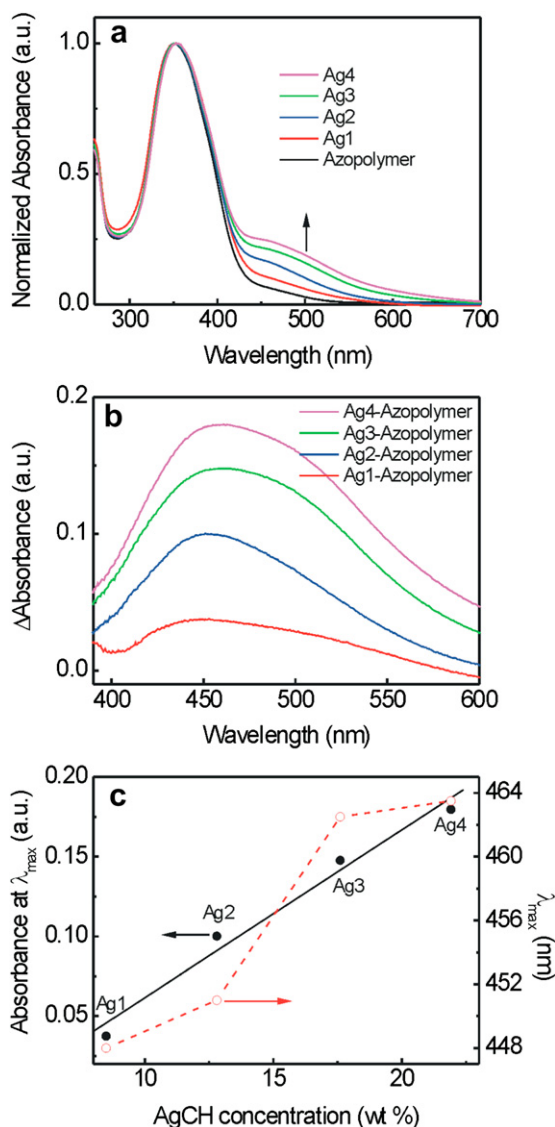 a
Normalized Absorbance (a.u.)
1.0
0.5
0.0
Ag4
Ag3
Ag2
Ag1
Azopolymer
300 400 500 600 700
Wavelength (nm)
b
ΔAbsorbance (a.u.)
0.2
0.1
0.0
Ag4-Azopolymer
Ag3-Azopolymer
Ag2-Azopolymer
Ag1-Azopolymer
400 450 500 550 600
Wavelength (nm)
c
Absorbance at λmax (a.u.)
0.20
0.15
0.10
0.05
Ag1
Ag2
Ag3
Ag4
464
460
456
452
448
λmax (nm)
10 15 20
AgCH concentration (wt %)